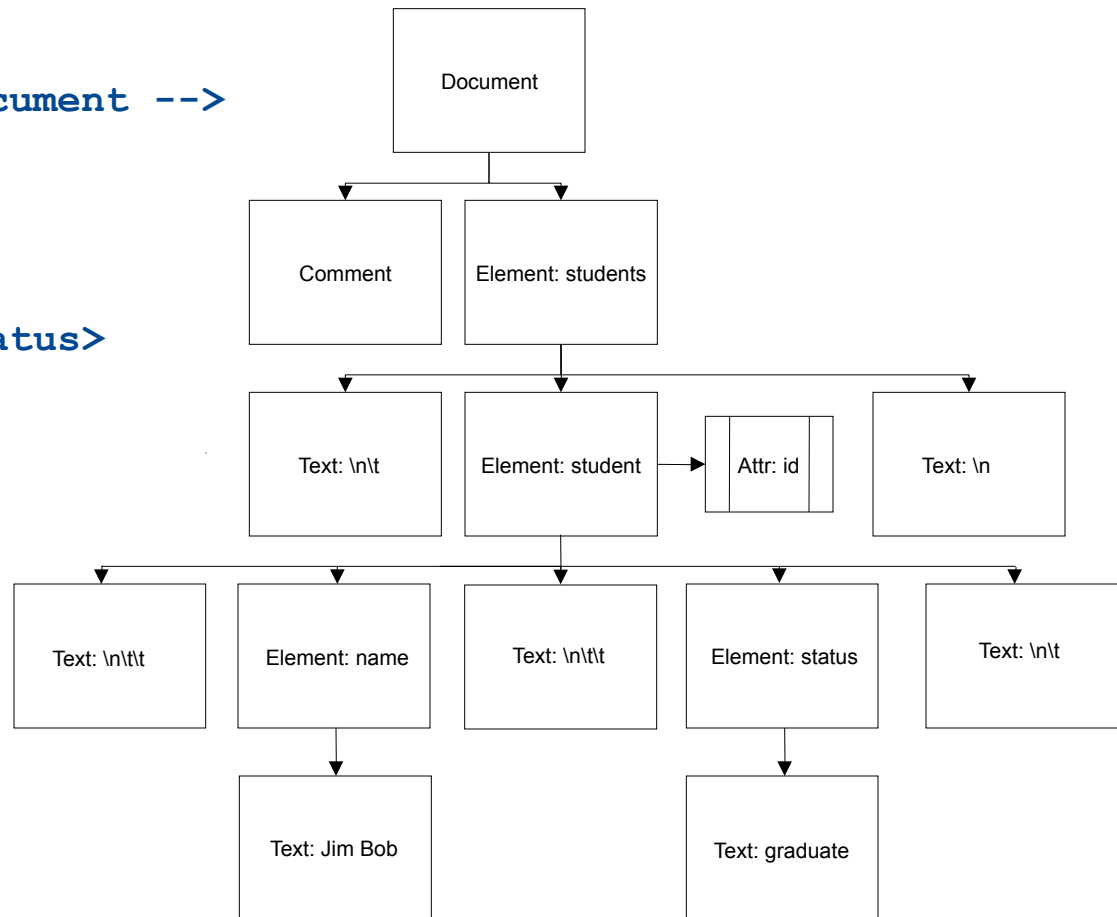 Document
cument -->
Comment
Element: students
atus>
Text: \n\t
Element: student
Attr: id
Text: \n
Text: \n\t\t
Element: name
Text: \n\t\t
Element: status
Text: \n\t
Text: Jim Bob
Text: graduate